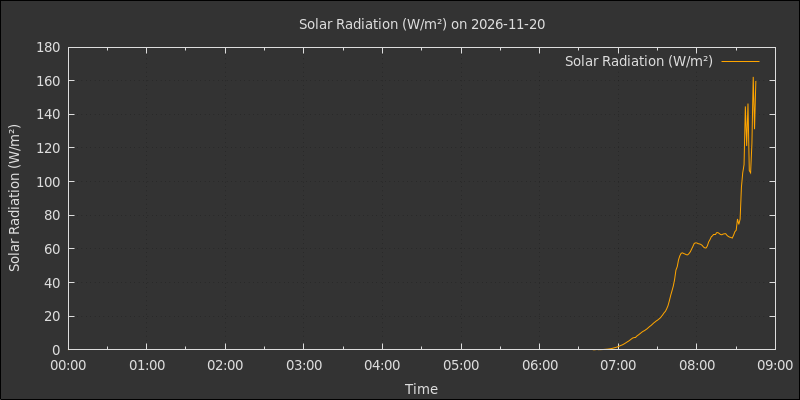 Solar Radiation (W/m²) on 2026-11-20
Solar Radiation (W/m²)
Solar Radiation (W/m²)
180
160
140
120
100
80
60
40
20
0
00:00 01:00 02:00 03:00 04:00 05:00 06:00 07:00 08:00 09:00
Time